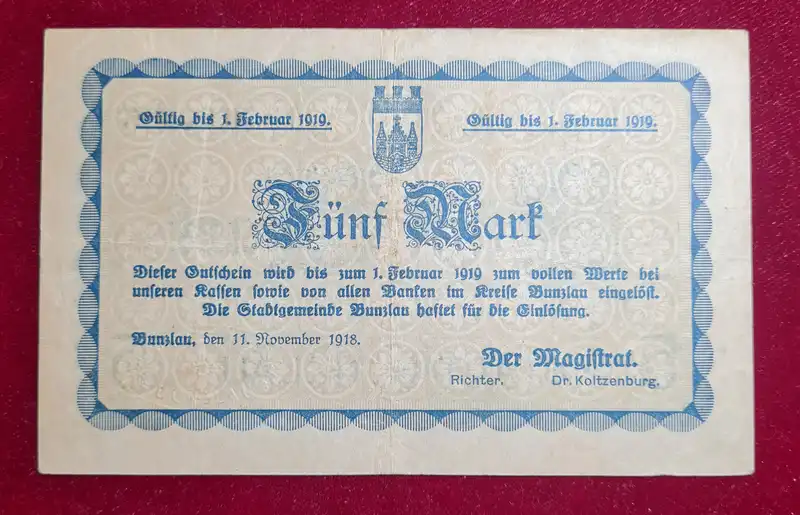 Gültig bis 1. Februar 1919.
Gültig bis 1. Februar 1919.
Fünf Mark
Dieser Gutschein wird bis zum 1. Februar 1919 zum vollen Werte bei
unseren Kassen sowie von allen Banken im Kreise Bunzlau eingelöst.
Die Stadtgemeinde Bunzlau haftet für die Einlösung.
Bunzlau, den 11. November 1918.
Der Magistrat.
Richter. Dr. Koltzenburg.